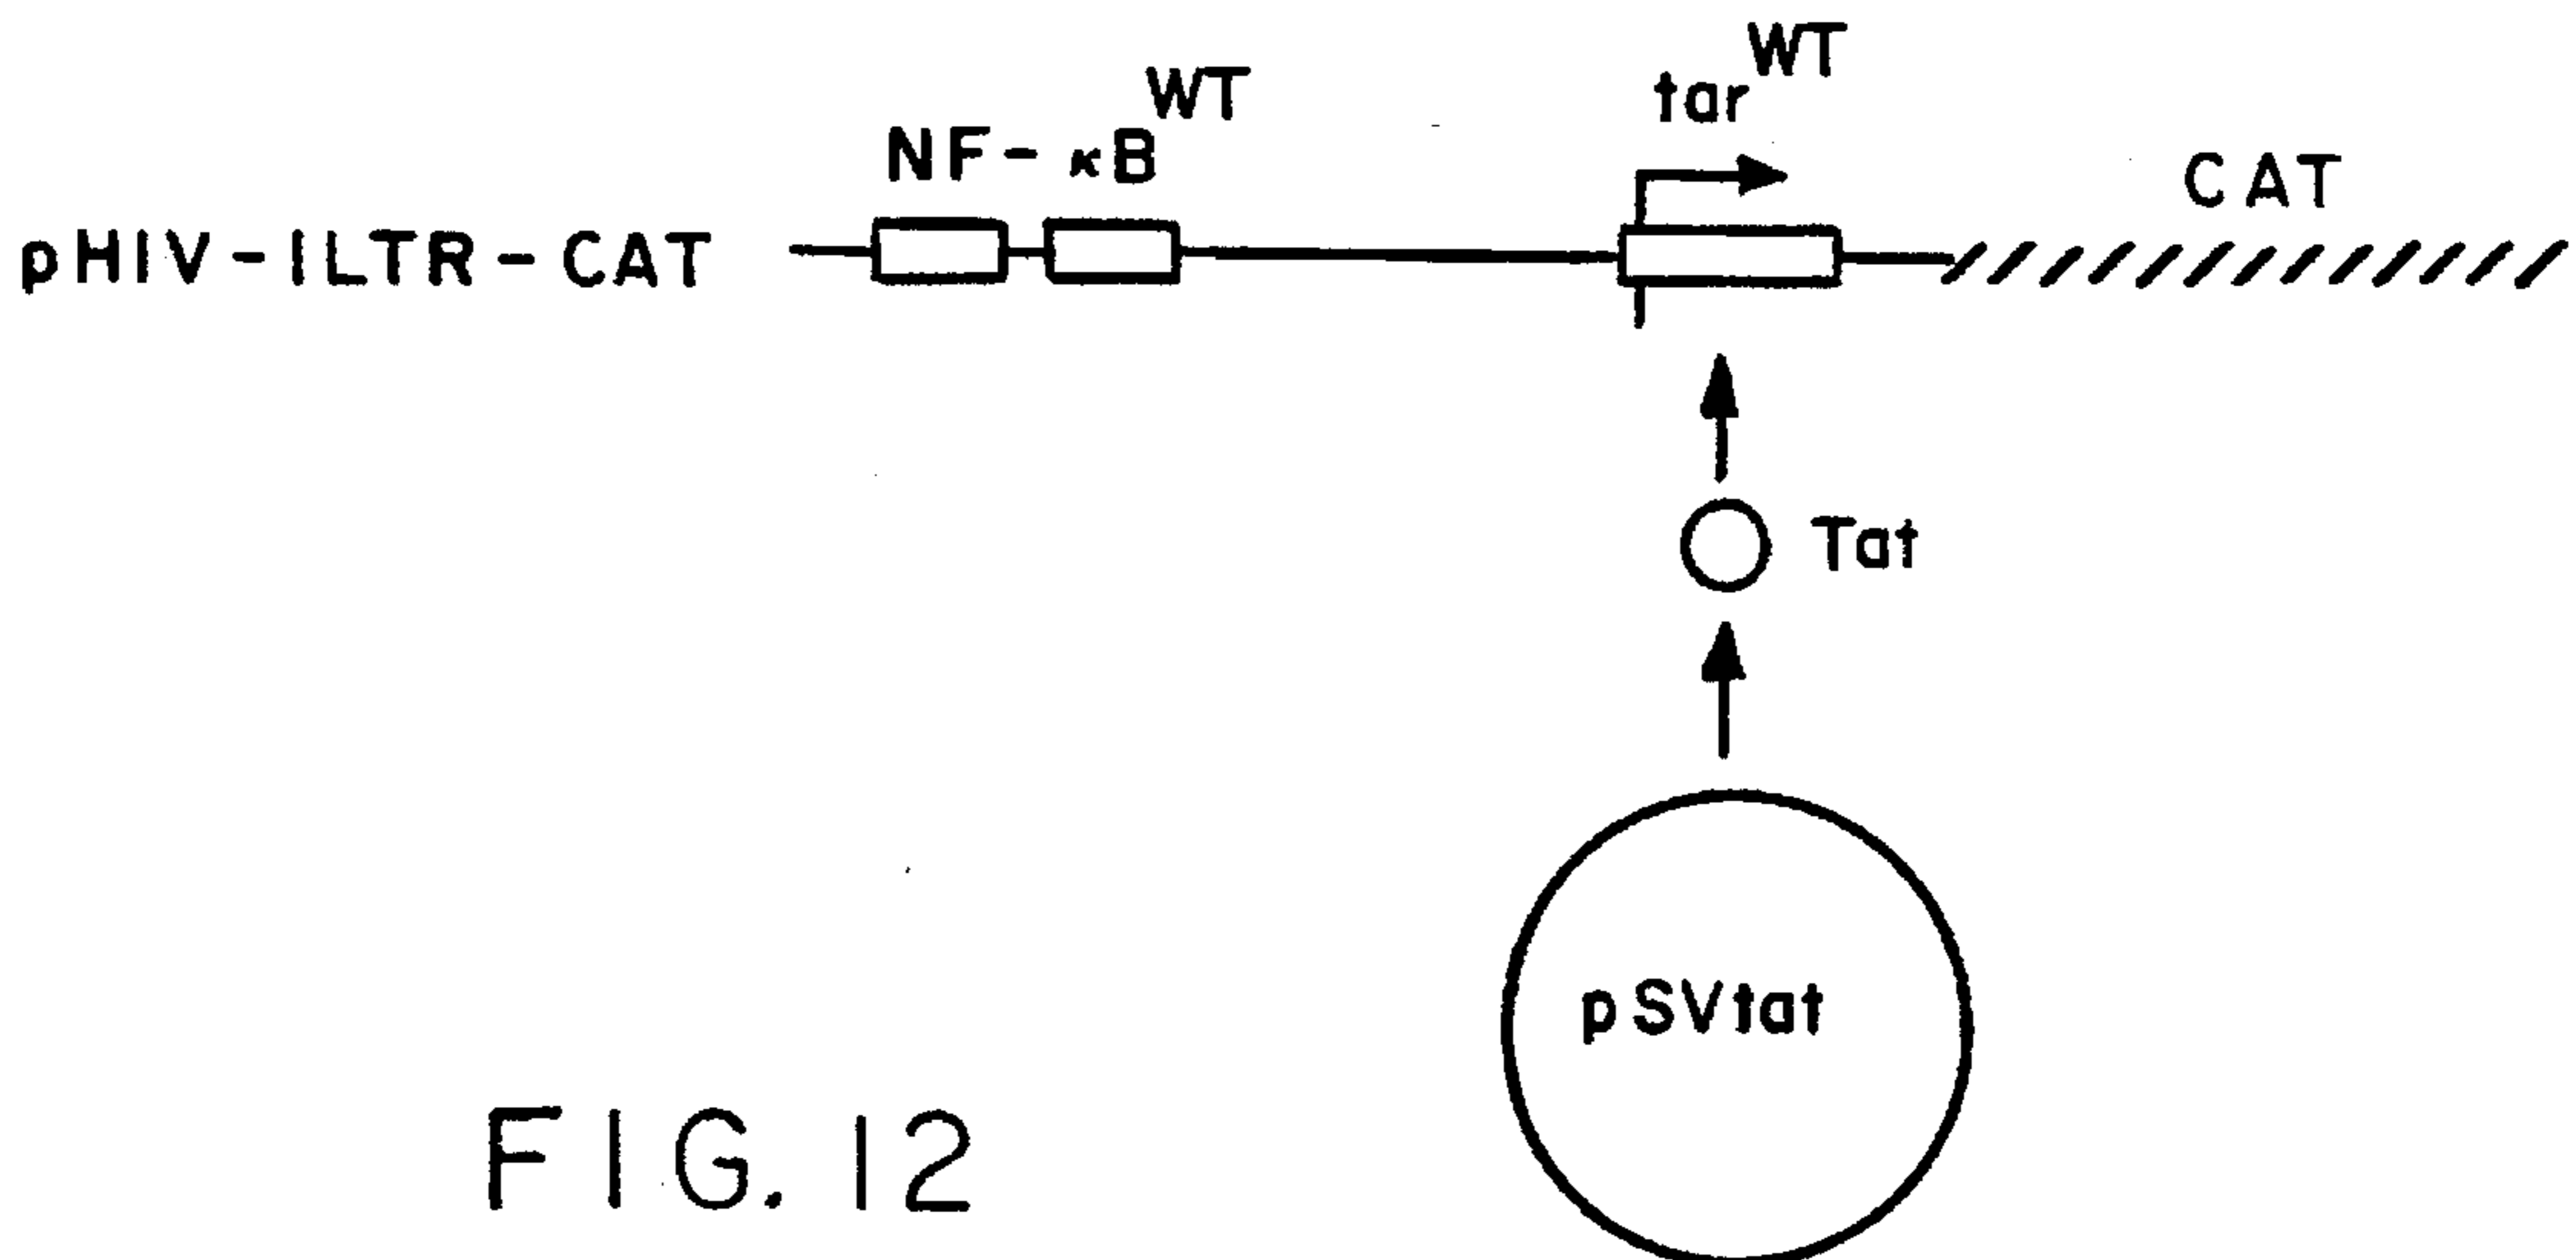 NF-κB WT
tar WT
CAT
pHIV-ILTR-CAT
Tat
pSVtat
FIG. 12